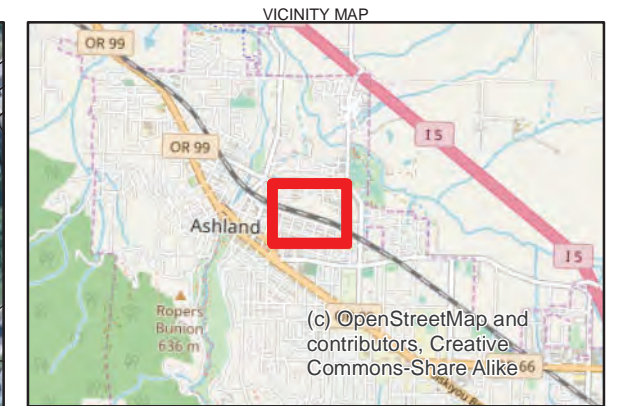 VICINITY MAP
OR 99
I 5
OR 99
Ashland
I 5
Ropers
Bunion
636 m
(c) OpenStreetMap and
contributors, Creative
Commons-Share Alike
66